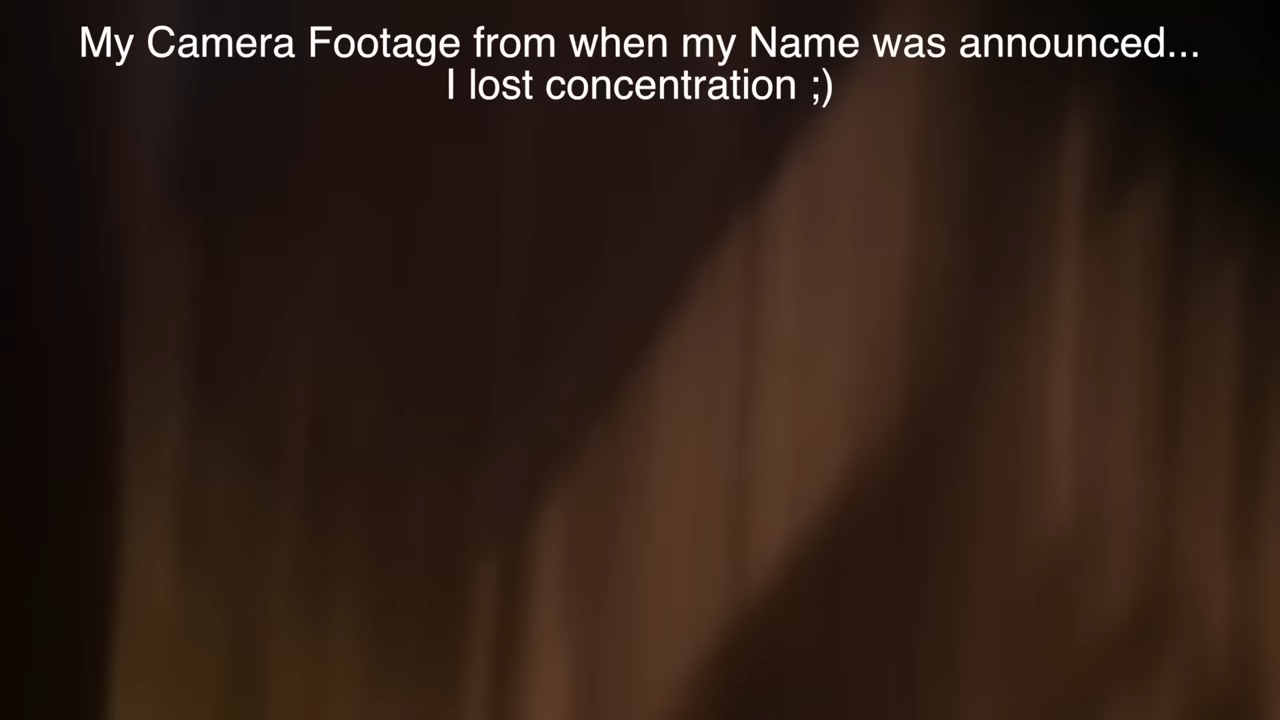 My Camera Footage from when my Name was announced...
I lost concentration ;)